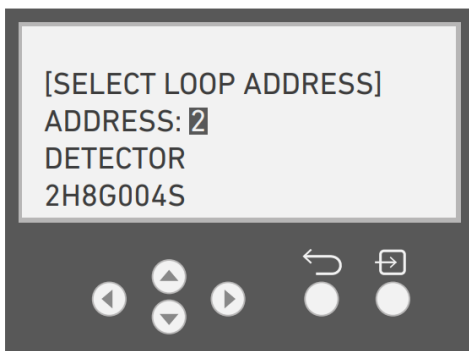 [SELECT LOOP ADDRESS]
ADDRESS: 2
DETECTOR
2H8G004S